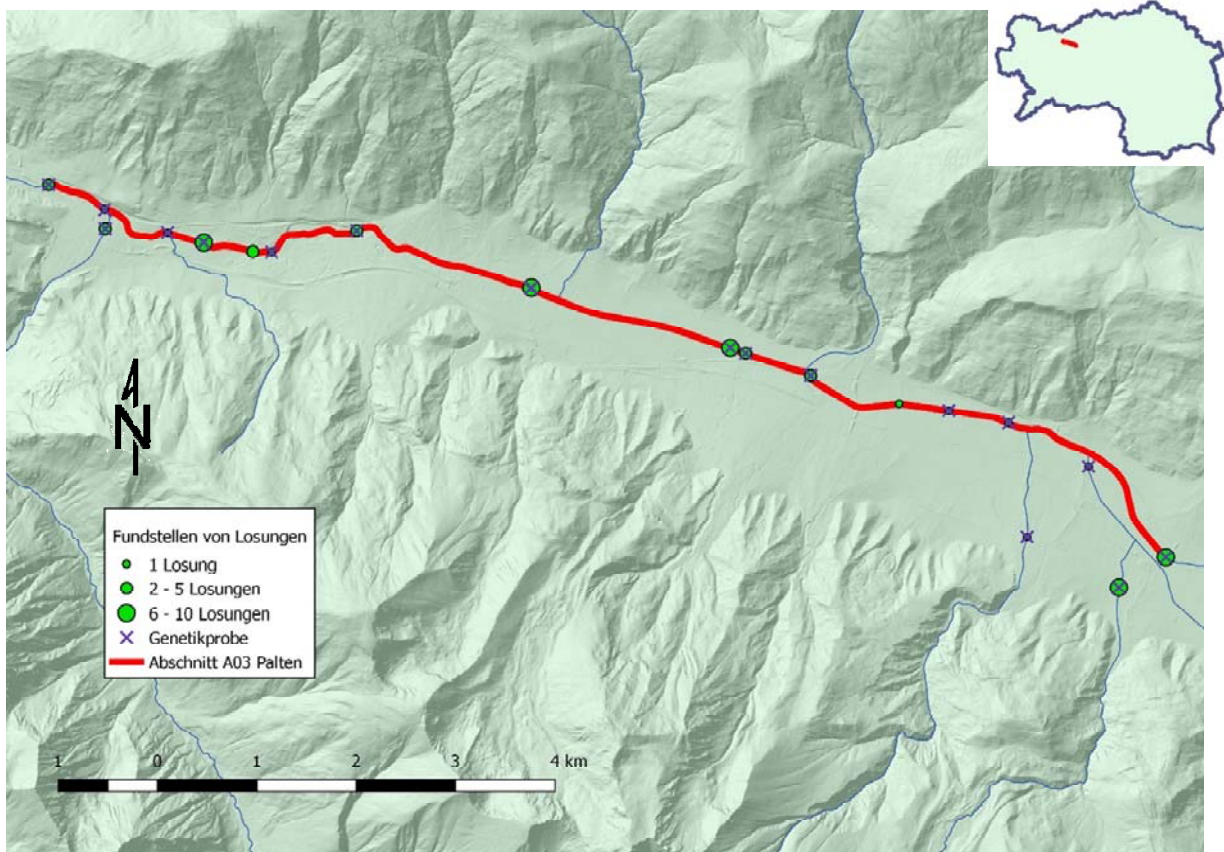 N
Fundstellen von Losungen
1 Losung
2 - 5 Losungen
6 - 10 Losungen
Genetikprobe
Abschnitt A03 Palten
1 0 1 2 3 4 km